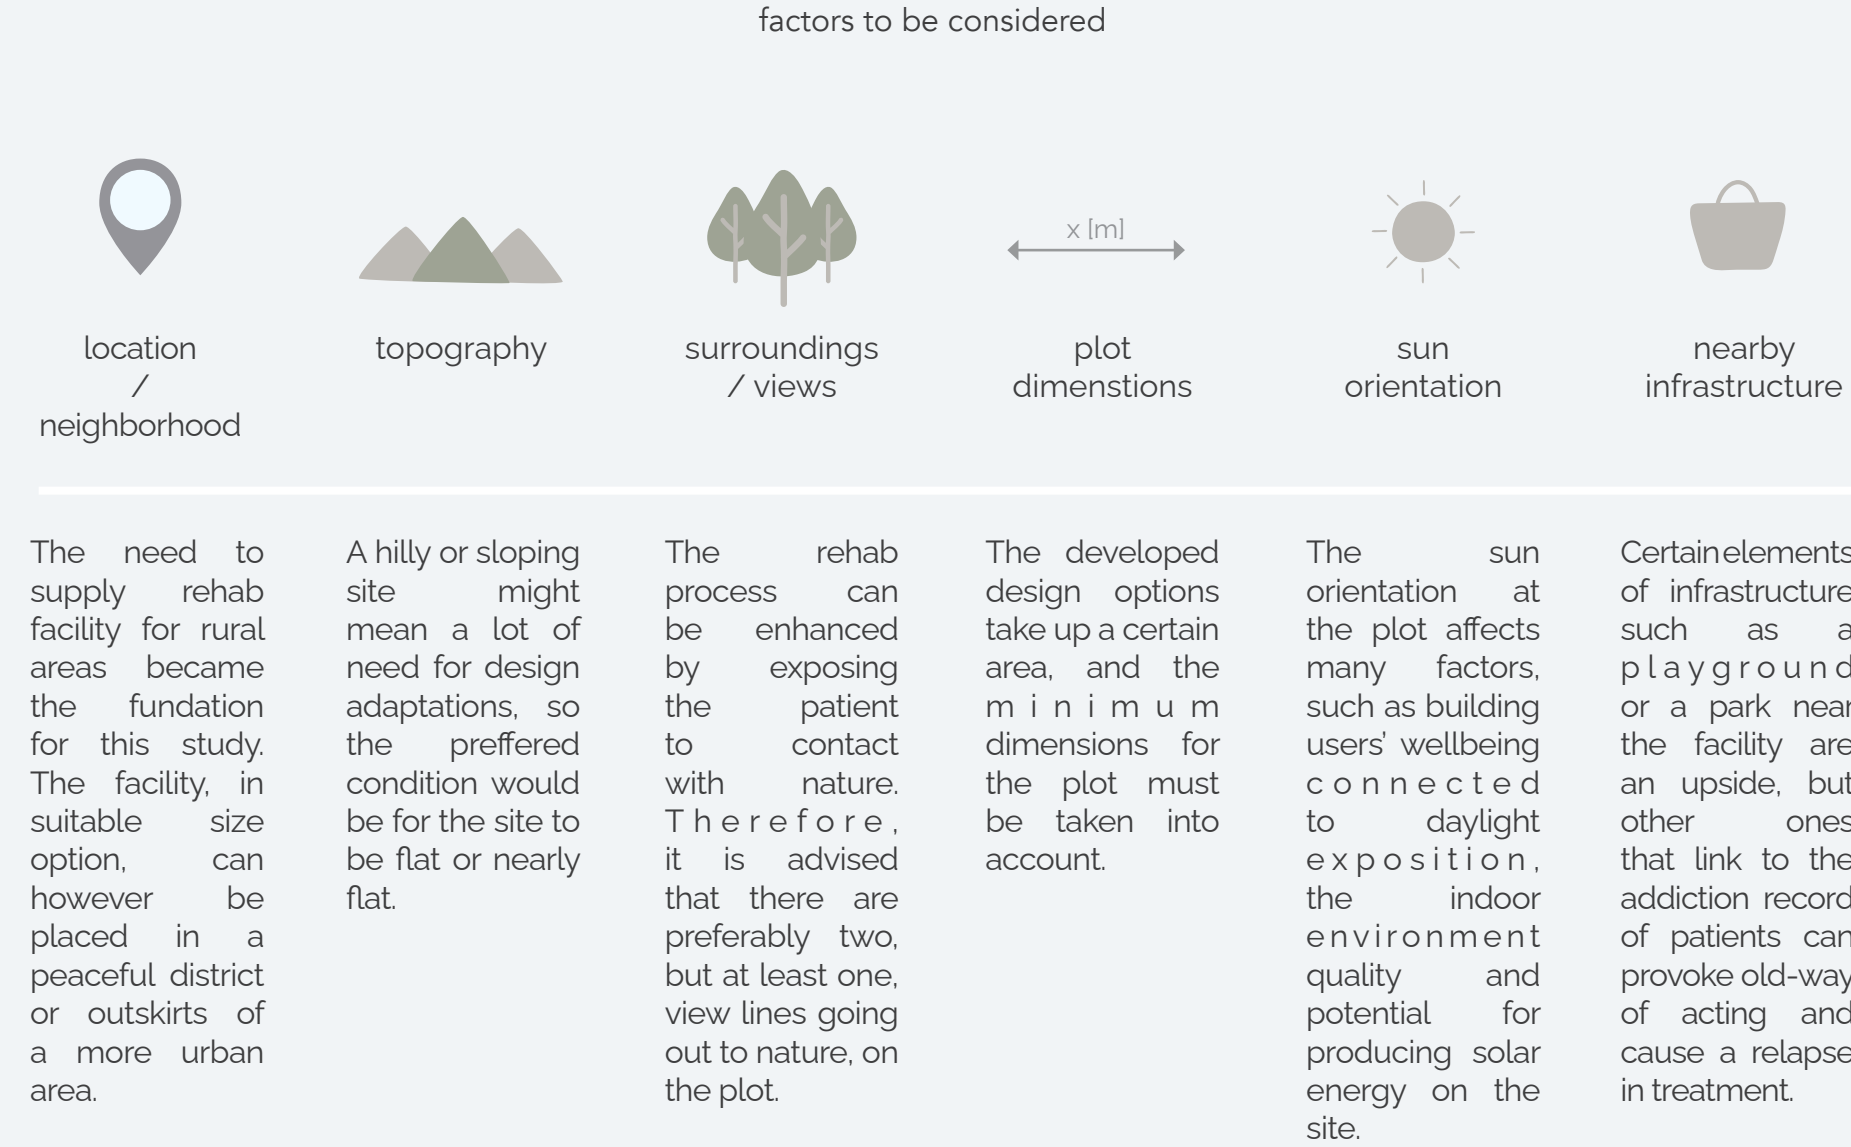 factors to be considered
x [m]
location
/
neighborhood
topography
surroundings
/ views
plot
dimenstions
sun
orientation
nearby
infrastructure
The need to
supply rehab
facility for rural
areas became
the fundation
for this study.
The facility, in
suitable size
option, can
however be
placed in a
peaceful district
or outskirts of
a more urban
area.
A hilly or sloping
site might
mean a lot of
need for design
adaptations, so
the preffered
condition would
be for the site to
be flat or nearly
flat.
The rehab
process can
be enhanced
by exposing
the patient
to contact
with nature.
Therefore,
it is advised
that there are
preferably two,
but at least one,
view lines going
out to nature, on
the plot.
The developed
design options
take up a certain
area, and the
minimum
dimensions for
the plot must
be taken into
account.
The sun
orientation at
the plot affects
many factors,
such as building
users’ wellbeing
connected
to daylight
exposition,
the indoor
environment
quality and
potential for
producing solar
energy on the
site.
Certain elements
of infrastructure
such as a
playground
or a park near
the facility are
an upside, but
other ones
that link to the
addiction record
of patients can
provoke old-way
of acting and
cause a relapse
in treatment.